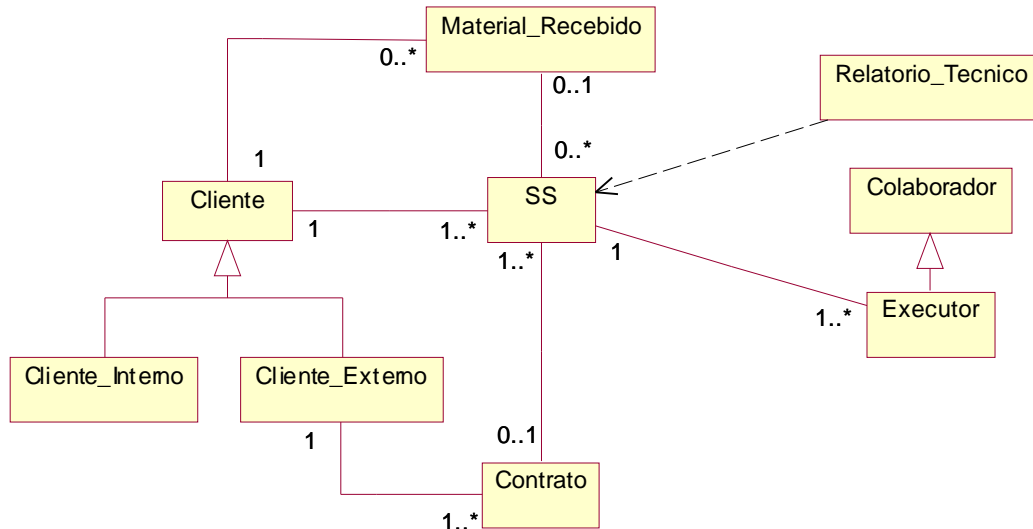 Material_Recebido
0..*
0..1
Relatorio_Tecnico
0..*
1
Cliente
SS
Colaborador
1
1..*
1..*
1
Executor
1..*
Cliente_Interno
Cliente_Externo
1
0..1
Contrato
1..*